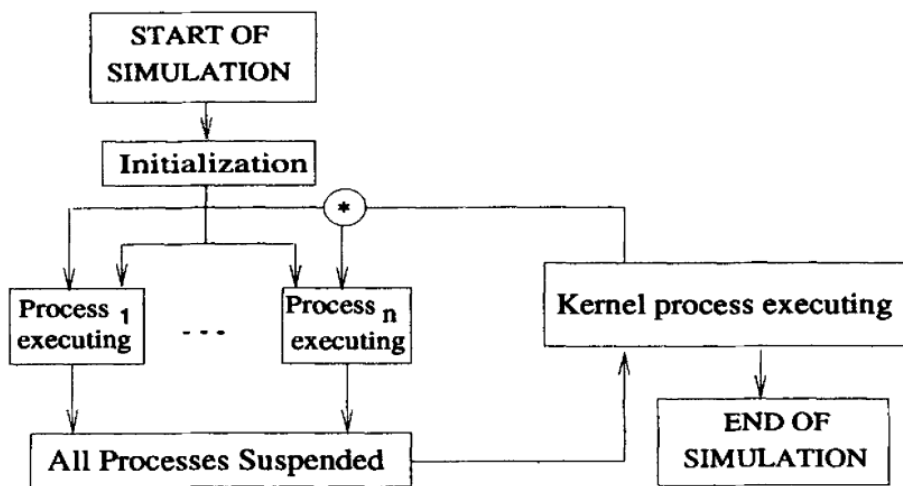 START OF
SIMULATION
Initialization
*
Process 1
executing
...
Process n
executing
Kernel process executing
All Processes Suspended
END OF
SIMULATION